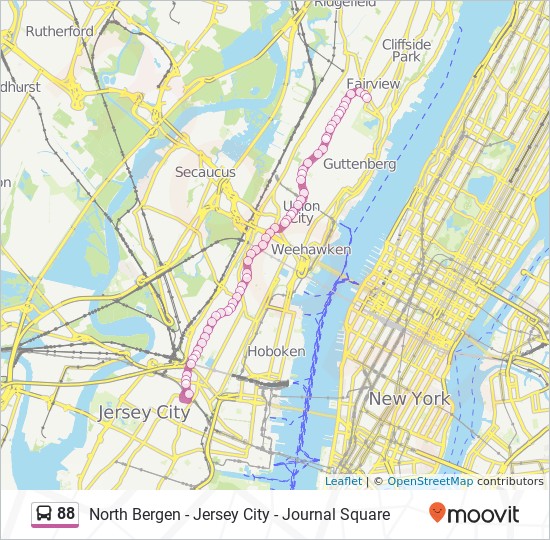 Ridgefield
Rutherford
Cliffside
Park
dhurst
Fairview
Guttenberg
Secaucus
on
Union
City
Weehawken
Hoboken
Jersey City
New York
Leaflet | © OpenStreetMap contributors
88 North Bergen - Jersey City - Journal Square moovit